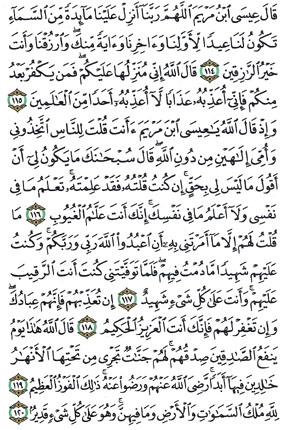 قَالَ عِيسَى ٱبْنُ مَرْيَمَ ٱللَّهُمَّ رَبَّنَآ أَنزِلْ عَلَيْنَا مَآئِدَةً مِّنَ ٱلسَّمَآءِ
تَكُونُ لَنَا عِيدًا لِّأَوَّلِنَا وَءَاخِرِنَا وَءَايَةً مِّنكَ ۖ وَٱرْزُقْنَا وَأَنتَ
خَيْرُ ٱلرَّٰزِقِينَ ١١٤ قَالَ ٱللَّهُ إِنِّى مُنَزِّلُهَا عَلَيْكُمْ ۖ فَمَن يَكْفُرْ بَعْدُ
مِنكُمْ فَإِنِّىٓ أُعَذِّبُهُۥ عَذَابًا لَّآ أُعَذِّبُهُۥٓ أَحَدًا مِّنَ ٱلْعَٰلَمِينَ ١١٥
وَإِذْ قَالَ ٱللَّهُ يَٰعِيسَى ٱبْنَ مَرْيَمَ ءَأَنتَ قُلْتَ لِلنَّاسِ ٱتَّخِذُونِى
وَأُمِّىَ إِلَٰهَيْنِ مِن دُونِ ٱللَّهِ ۖ قَالَ سُبْحَٰنَكَ مَا يَكُونُ لِىٓ أَنْ
أَقُولَ مَا لَيْسَ لِى بِحَقٍّ ۚ إِن كُنتُ قُلْتُهُۥ فَقَدْ عَلِمْتَهُۥ ۚ تَعْلَمُ مَا فِى
نَفْسِى وَلَآ أَعْلَمُ مَا فِى نَفْسِكَ ۚ إِنَّكَ أَنتَ عَلَّٰمُ ٱلْغُيُوبِ ١١٦ مَا
قُلْتُ لَهُمْ إِلَّا مَآ أَمَرْتَنِى بِهِۦٓ أَنِ ٱعْبُدُوا۟ ٱللَّهَ رَبِّى وَرَبَّكُمْ ۚ وَكُنتُ
عَلَيْهِمْ شَهِيدًا مَّا دُمْتُ فِيهِمْ ۖ فَلَمَّا تَوَفَّيْتَنِى كُنتَ أَنتَ ٱلرَّقِيبَ
عَلَيْهِمْ ۚ وَأَنتَ عَلَىٰ كُلِّ شَىْءٍ شَهِيدٌ ١١٧ إِن تُعَذِّبْهُمْ فَإِنَّهُمْ عِبَادُكَ ۖ
وَإِن تَغْفِرْ لَهُمْ فَإِنَّكَ أَنتَ ٱلْعَزِيزُ ٱلْحَكِيمُ ١١٨ قَالَ ٱللَّهُ هَٰذَا يَوْمُ
يَنفَعُ ٱلصَّٰدِقِينَ صِدْقُهُمْ ۚ لَهُمْ جَنَّٰتٌ تَجْرِى مِن تَحْتِهَا ٱلْأَنْهَٰرُ
خَٰلِدِينَ فِيهَآ أَبَدًا ۚ رَّضِىَ ٱللَّهُ عَنْهُمْ وَرَضُوا۟ عَنْهُ ۚ ذَٰلِكَ ٱلْفَوْزُ ٱلْعَظِيمُ ١١٩
لِلَّهِ مُلْكُ ٱلسَّمَٰوَٰتِ وَٱلْأَرْضِ وَمَا فِيهِنَّ ۚ وَهُوَ عَلَىٰ كُلِّ شَىْءٍ قَدِيرٌۢ ١٢٠